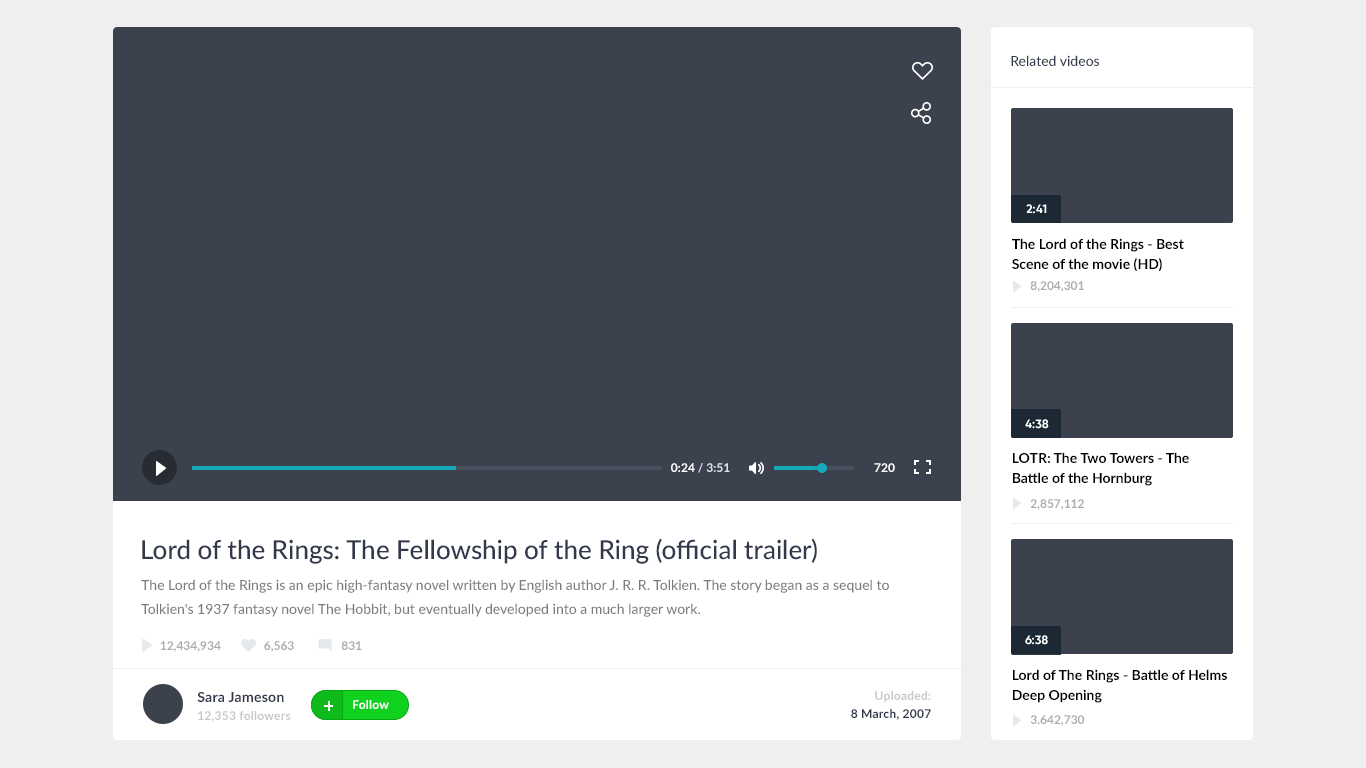 0:24 / 3:51
720
Lord of the Rings: The Fellowship of the Ring (official trailer)
The Lord of the Rings is an epic high-fantasy novel written by English author J. R. R. Tolkien. The story began as a sequel to
Tolkien's 1937 fantasy novel The Hobbit, but eventually developed into a much larger work.
12,434,934 6,563 831
Sara Jameson
12,353 followers
+ Follow
Uploaded:
8 March, 2007
Related videos
2:41
The Lord of the Rings - Best
Scene of the movie (HD)
8,204,301
4:38
LOTR: The Two Towers - The
Battle of the Hornburg
2,857,112
6:38
Lord of The Rings - Battle of Helms
Deep Opening
3.642,730